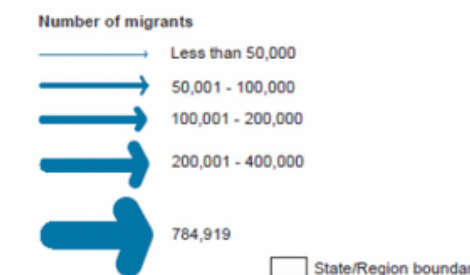 Number of migrants
Less than 50,000
50,001 - 100,000
100,001 - 200,000
200,001 - 400,000
784,919
State/Region boundar